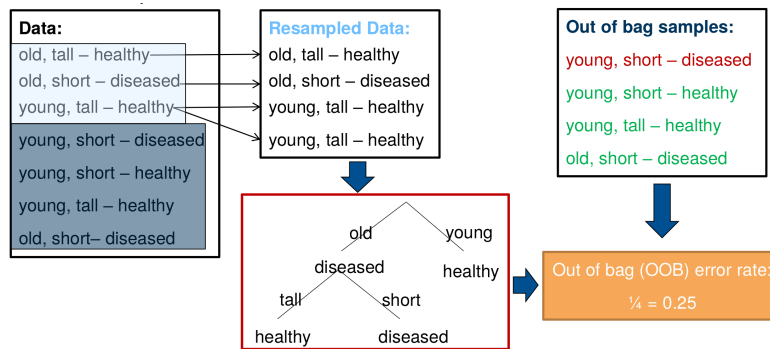 Data:
old, tall – healthy
old, short – diseased
young, tall – healthy
young, short – diseased
young, short – healthy
young, tall – healthy
old, short– diseased
Resampled Data:
old, tall – healthy
old, short – diseased
young, tall – healthy
young, tall – healthy
Out of bag samples:
young, short – diseased
young, short – healthy
young, tall – healthy
old, short – diseased
old young
diseased healthy
tall short
healthy diseased
Out of bag (OOB) error rate:
¼ = 0.25